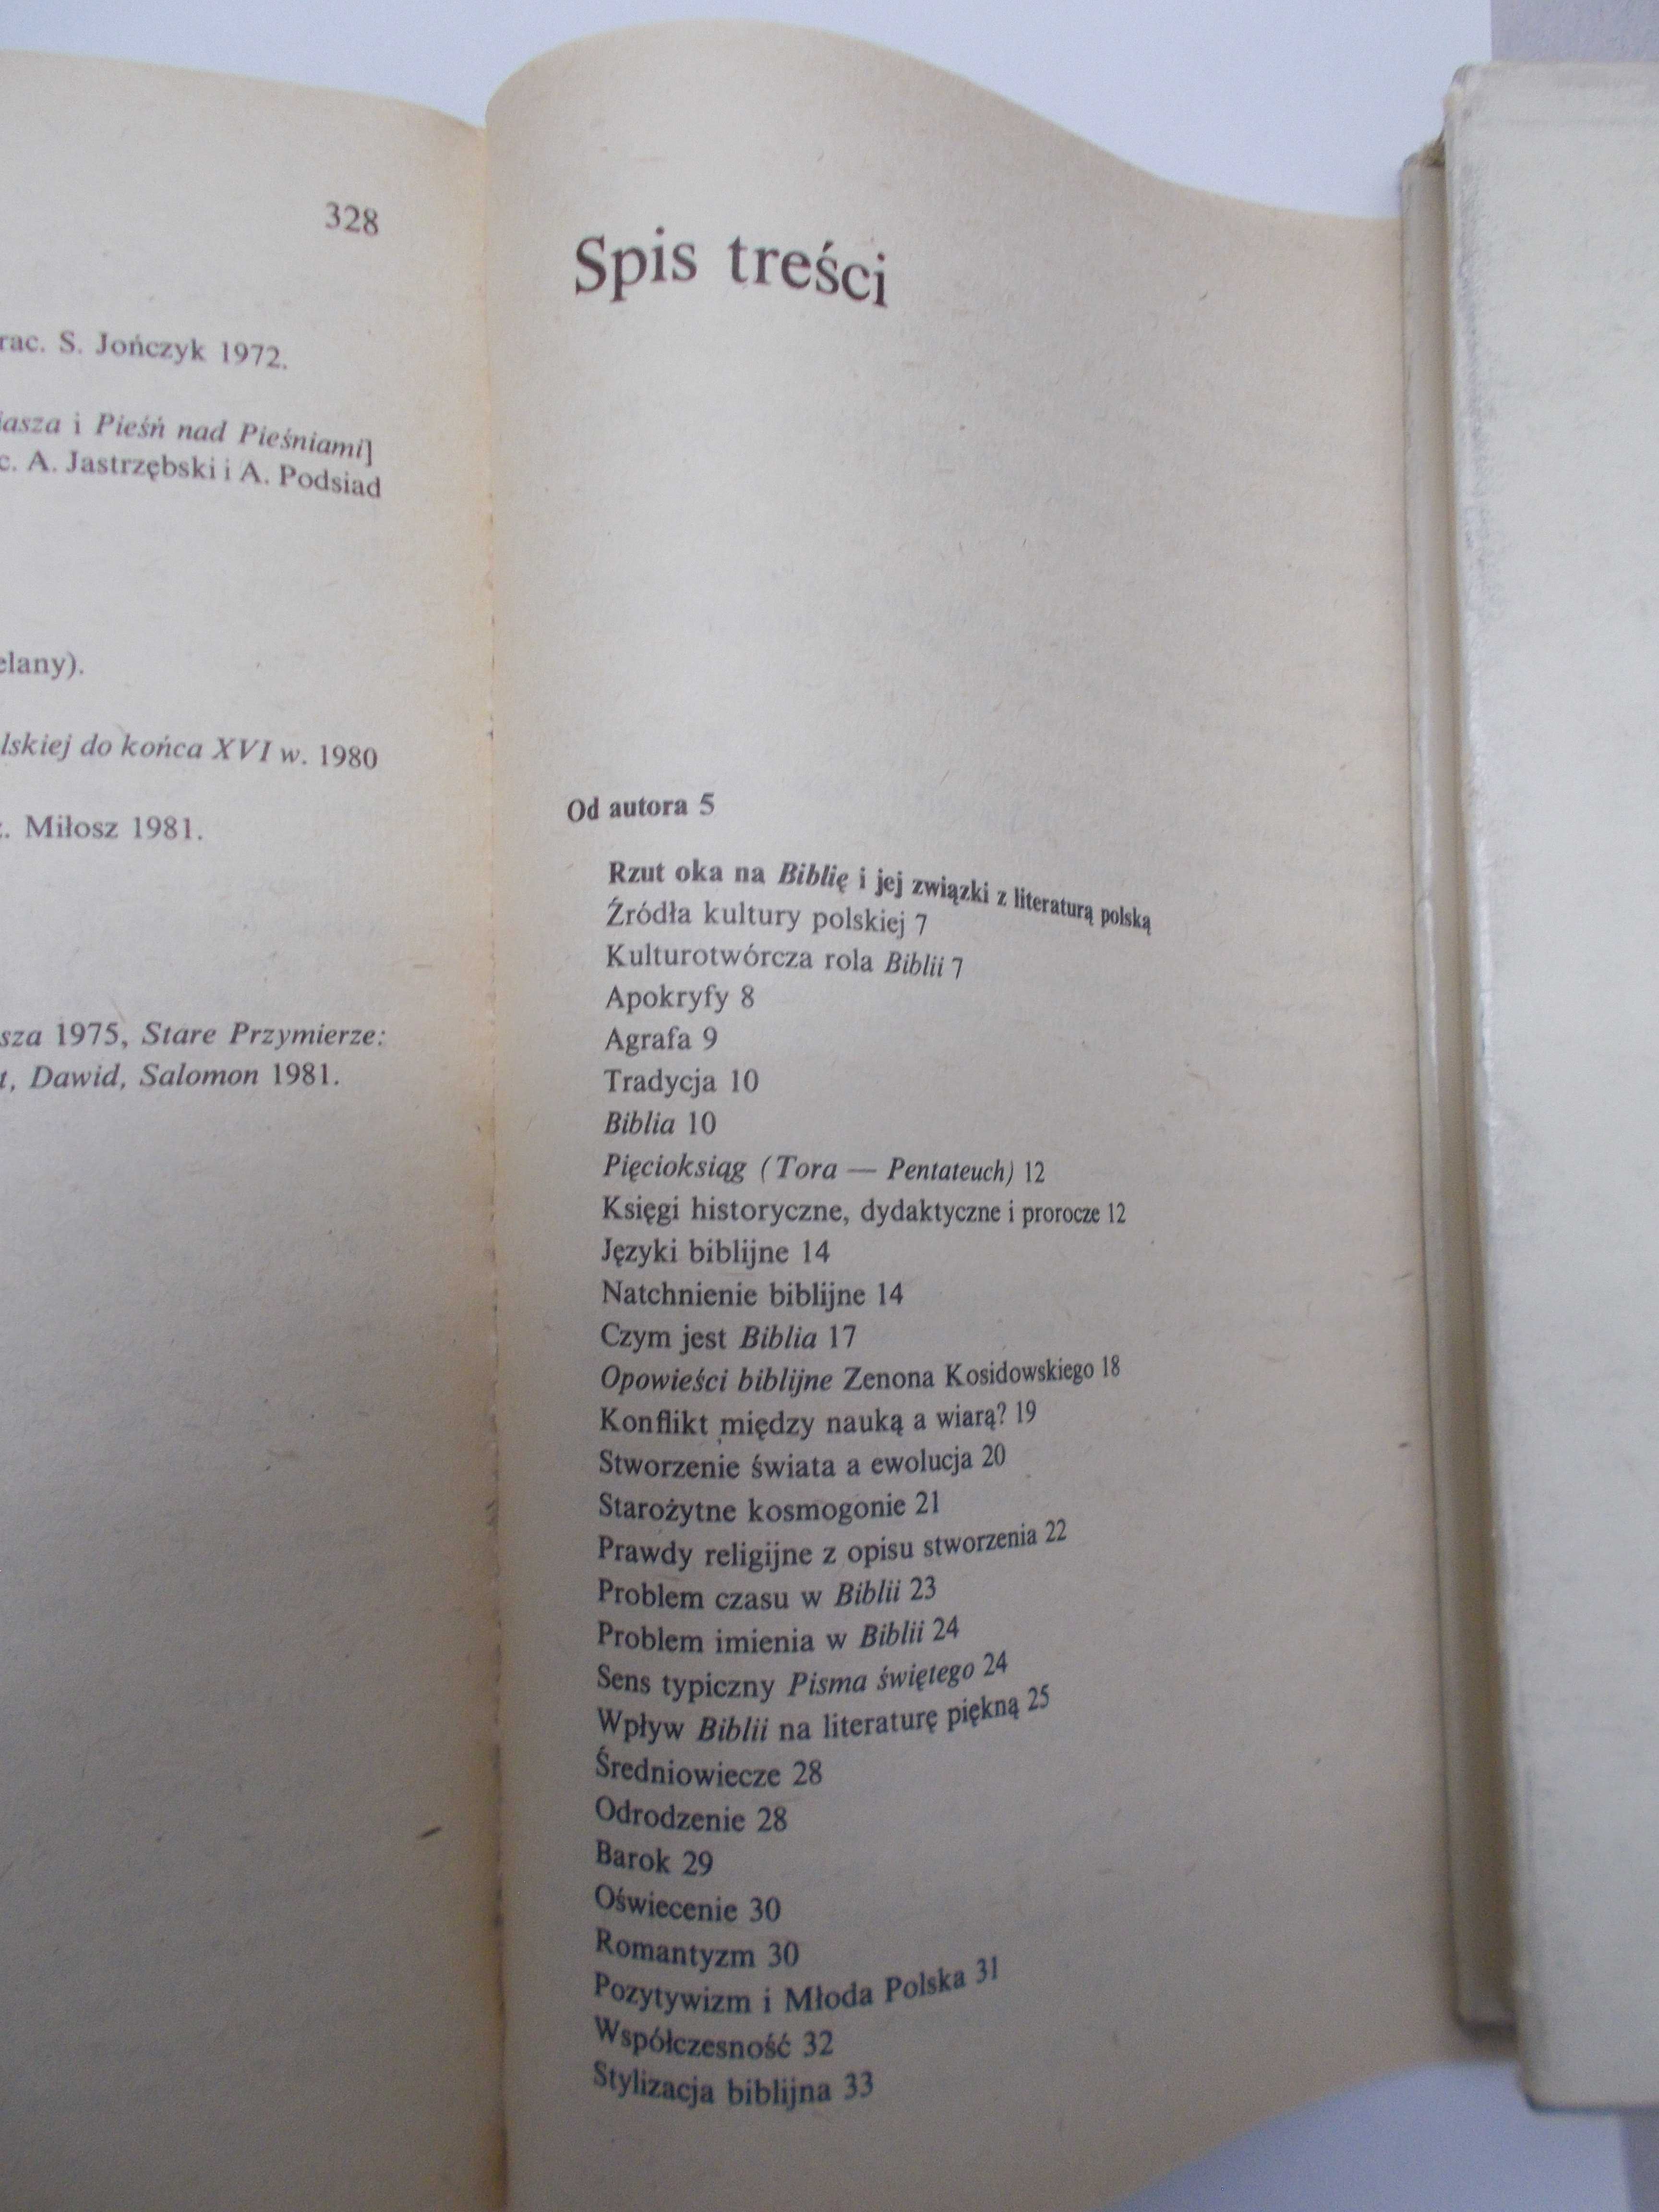 328
rac. S. Jończyk 1972.
iasza i Pieśń nad Pieśniami]
c. A. Jastrzębski i A. Podsiad
elany).
lskiej do końca XVI w. 1980
z. Miłosz 1981.
sza 1975, Stare Przymierze:
t, Dawid, Salomon 1981.
Spis treści
Od autora 5
Rzut oka na Biblię i jej związki z literaturą polską
Źródła kultury polskiej 7
Kulturotwórcza rola Biblii 7
Apokryfy 8
Agrafa 9
Tradycja 10
Biblia 10
Pięcioksiąg (Tora — Pentateuch) 12
Księgi historyczne, dydaktyczne i prorocze 12
Języki biblijne 14
Natchnienie biblijne 14
Czym jest Biblia 17
Opowieści biblijne Zenona Kosidowskiego 18
Konflikt między nauką a wiarą? 19
Stworzenie świata a ewolucja 20
Starożytne kosmogonie 21
Prawdy religijne z opisu stworzenia 22
Problem czasu w Biblii 23
Problem imienia w Biblii 24
Sens typiczny Pisma świętego 24
Wpływ Biblii na literaturę piękną 25
Średniowiecze 28
Odrodzenie 28
Barok 29
Oświecenie 30
Romantyzm 30
Pozytywizm i Młoda Polska 31
Współczesność 32
Stylizacja biblijna 33